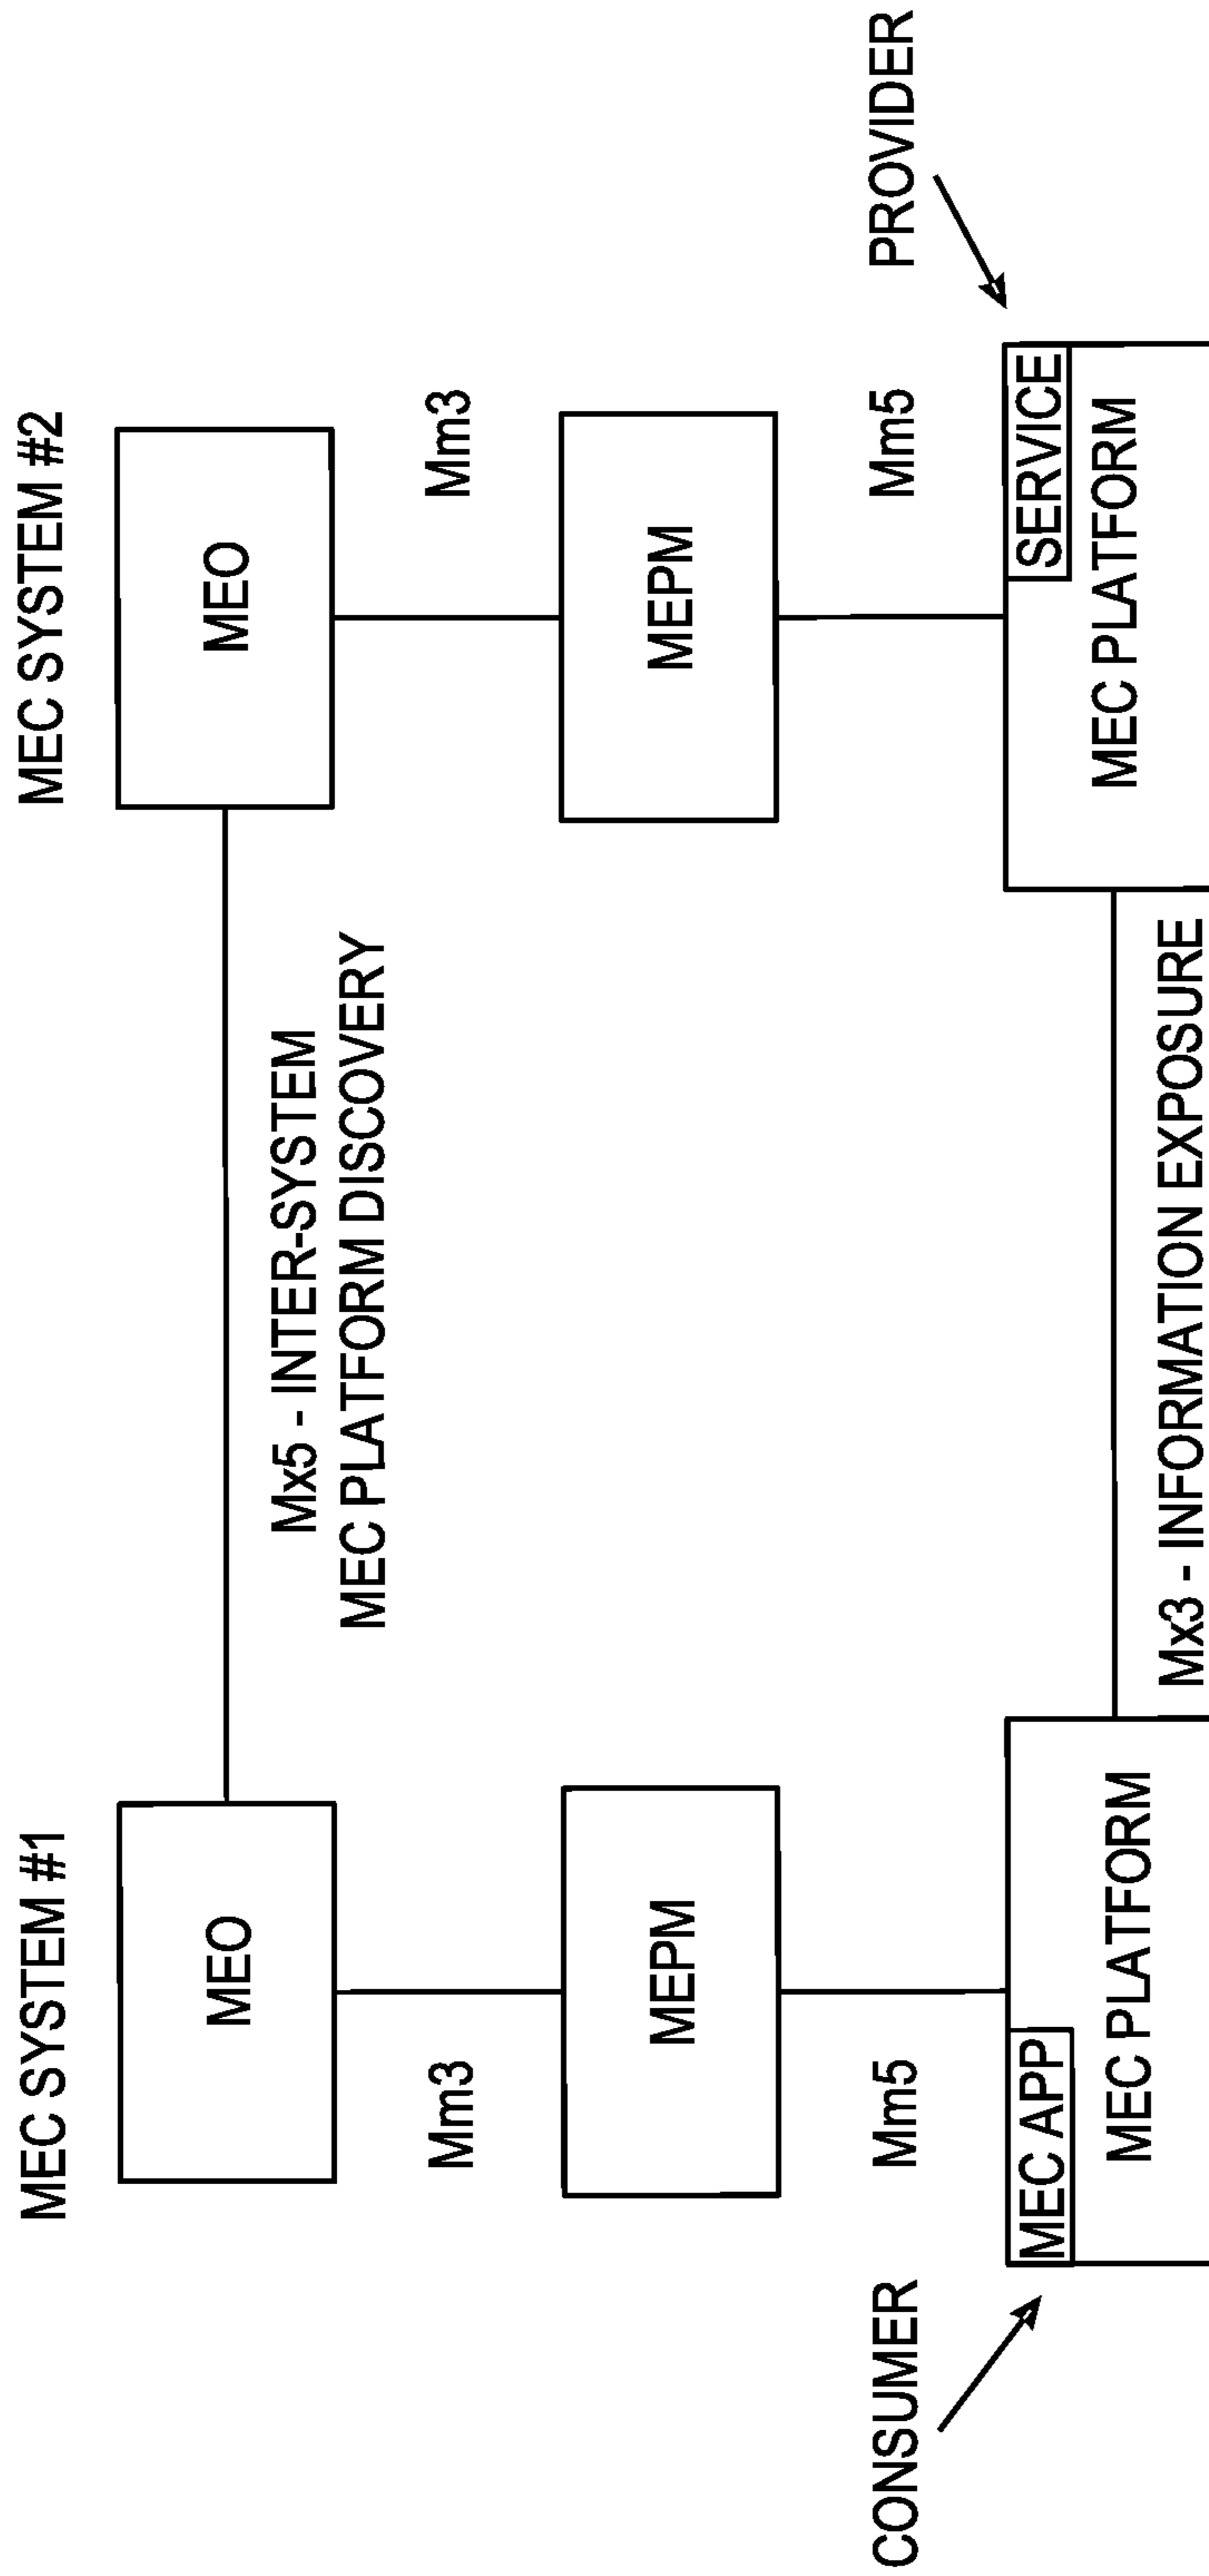 MEC SYSTEM #1
MEC SYSTEM #2
MEO
MEO
Mx5 - INTER-SYSTEM
MEC PLATFORM DISCOVERY
Mm3
Mm3
MEPM
MEPM
CONSUMER
Mm5
Mm5
PROVIDER
MEC APP
SERVICE
MEC PLATFORM
MEC PLATFORM
Mx3 - INFORMATION EXPOSURE